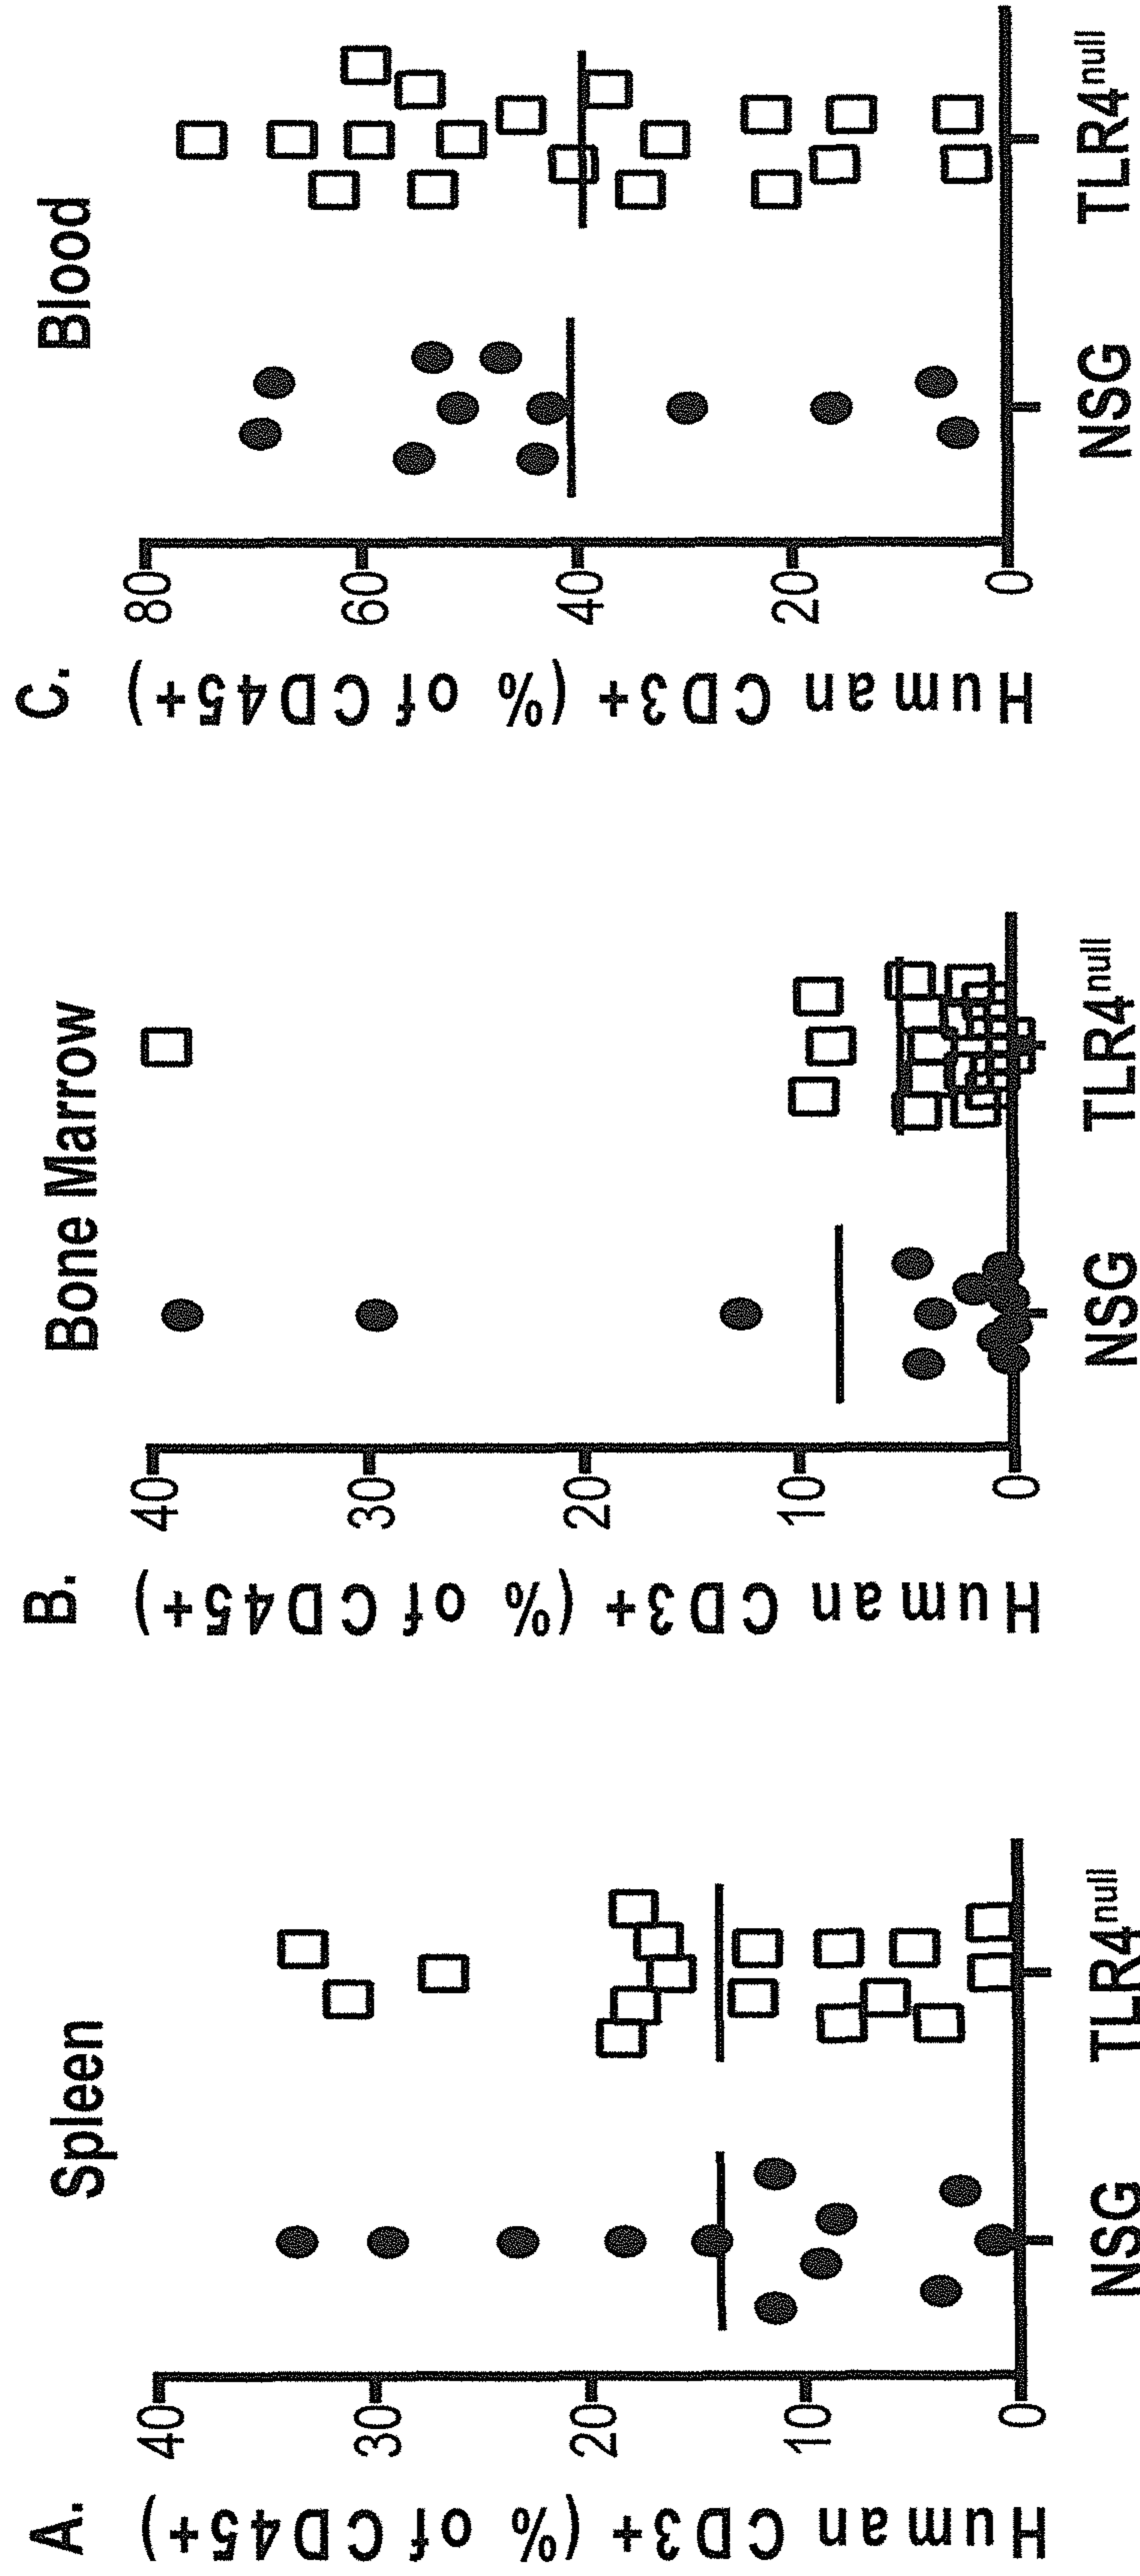 A.
Spleen
Human CD3+ (% of CD45+)
40
30
20
10
0
NSG TLR4null
B.
Bone Marrow
Human CD3+ (% of CD45+)
40
30
20
10
0
NSG TLR4null
C.
Blood
Human CD3+ (% of CD45+)
80
60
40
20
0
NSG TLR4null